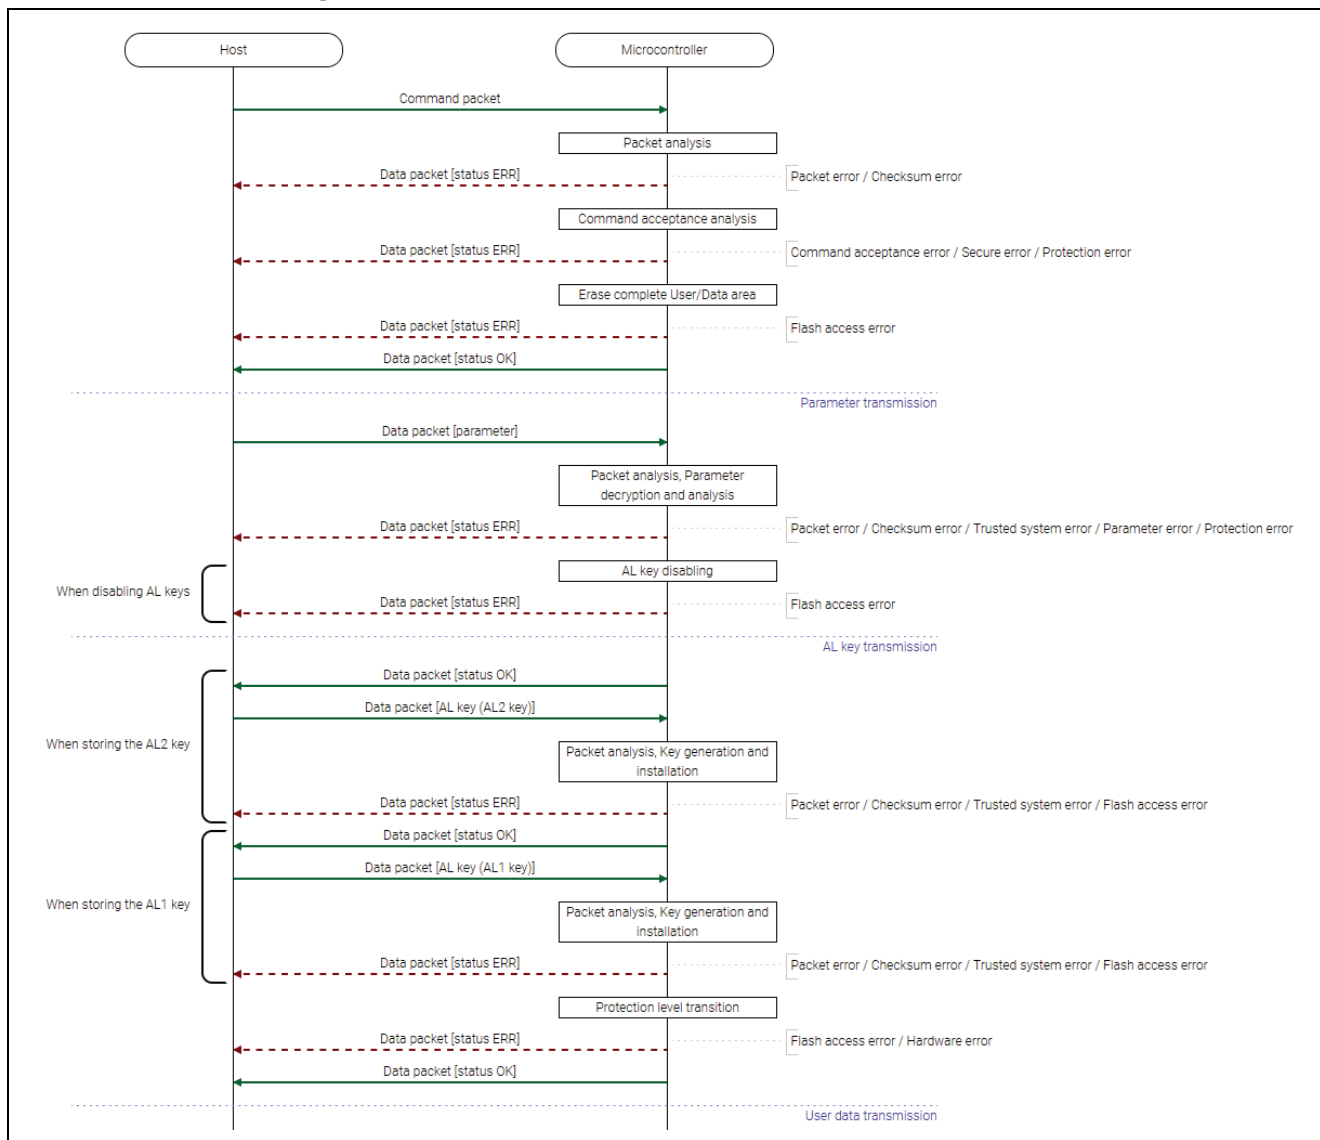 Host
Microcontroller
Command packet
Packet analysis
Data packet [status ERR]
Packet error / Checksum error
Command acceptance analysis
Data packet [status ERR]
Command acceptance error / Secure error / Protection error
Erase complete User/Data area
Data packet [status ERR]
Flash access error
Data packet [status OK]
Parameter transmission
Data packet [parameter]
Packet analysis, Parameter
decryption and analysis
Data packet [status ERR]
Packet error / Checksum error / Trusted system error / Parameter error / Protection error
When disabling AL keys
AL key disabling
Data packet [status ERR]
Flash access error
AL key transmission
Data packet [status OK]
Data packet [AL key (AL2 key)]
When storing the AL2 key
Packet analysis, Key generation and
installation
Data packet [status ERR]
Packet error / Checksum error / Trusted system error / Flash access error
Data packet [status OK]
Data packet [AL key (AL1 key)]
When storing the AL1 key
Packet analysis, Key generation and
installation
Data packet [status ERR]
Packet error / Checksum error / Trusted system error / Flash access error
Protection level transition
Data packet [status ERR]
Flash access error / Hardware error
Data packet [status OK]
User data transmission